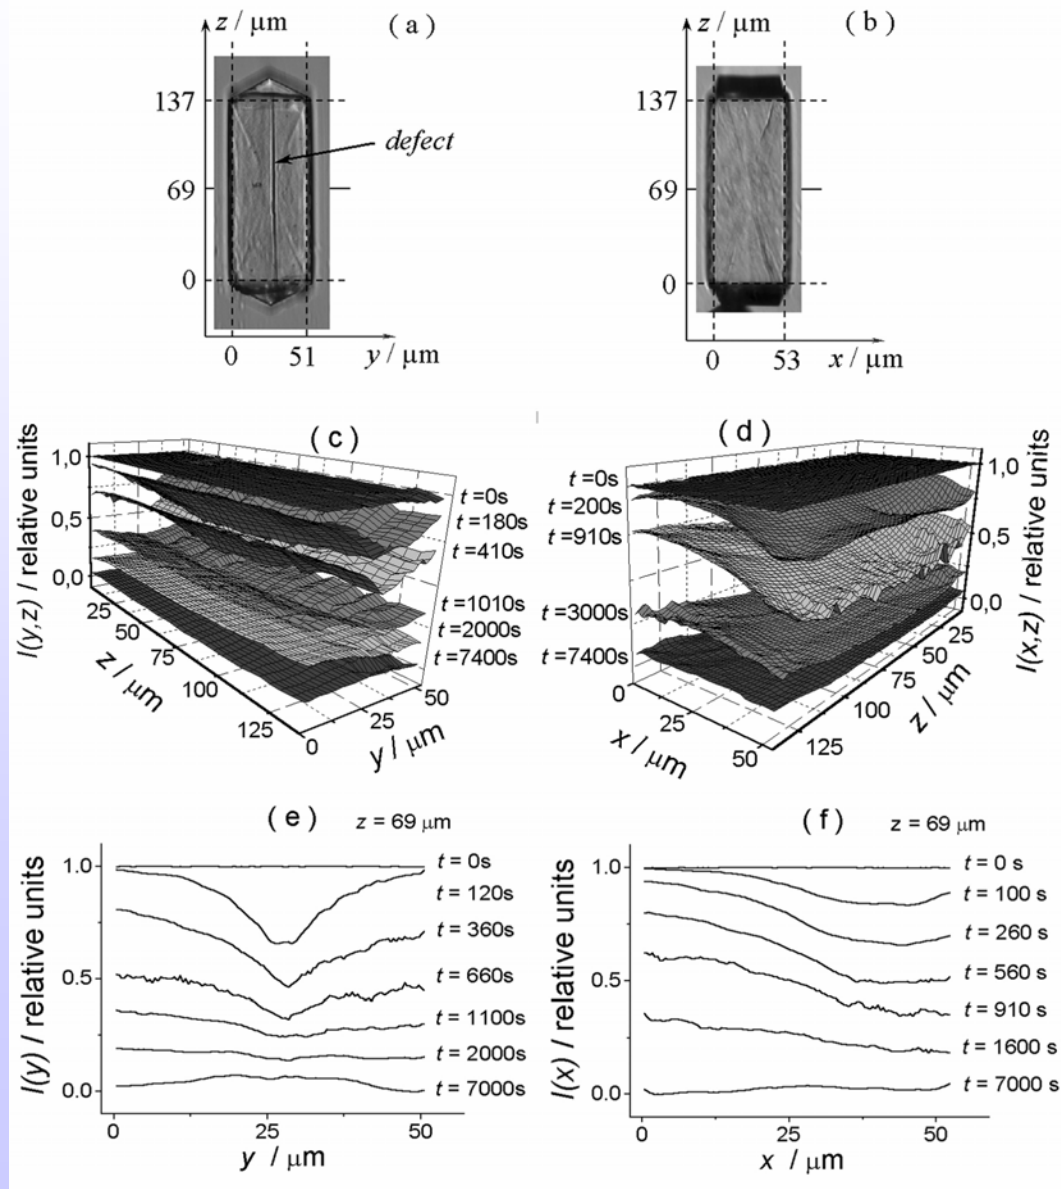 z / μm
( a )
137
69
0
defect
0
51
y / μm
z / μm
( b )
137
69
0
0
53
x / μm
( c )
I(y,z) / relative units
1,0
0,5
0,0
t =0s
t =180s
t =410s
t =1010s
t =2000s
t =7400s
25
50
75
100
125
z / μm
0
25
50
y / μm
( d )
t =0s
t =200s
t =910s
t =3000s
t =7400s
1,0
0,5
0,0
I(x,z) / relative units
0
25
50
x / μm
25
50
75
100
125
z / μm
( e )
z = 69 μm
I(y) / relative units
1.0
0.5
0.0
t = 0s
t = 120s
t = 360s
t = 660s
t = 1100s
t = 2000s
t = 7000s
0
25
50
y / μm
( f )
z = 69 μm
I(x) / relative units
1.0
0.5
0.0
t = 0 s
t = 100 s
t = 260 s
t = 560 s
t = 910 s
t = 1600 s
t = 7000 s
0
25
50
x / μm